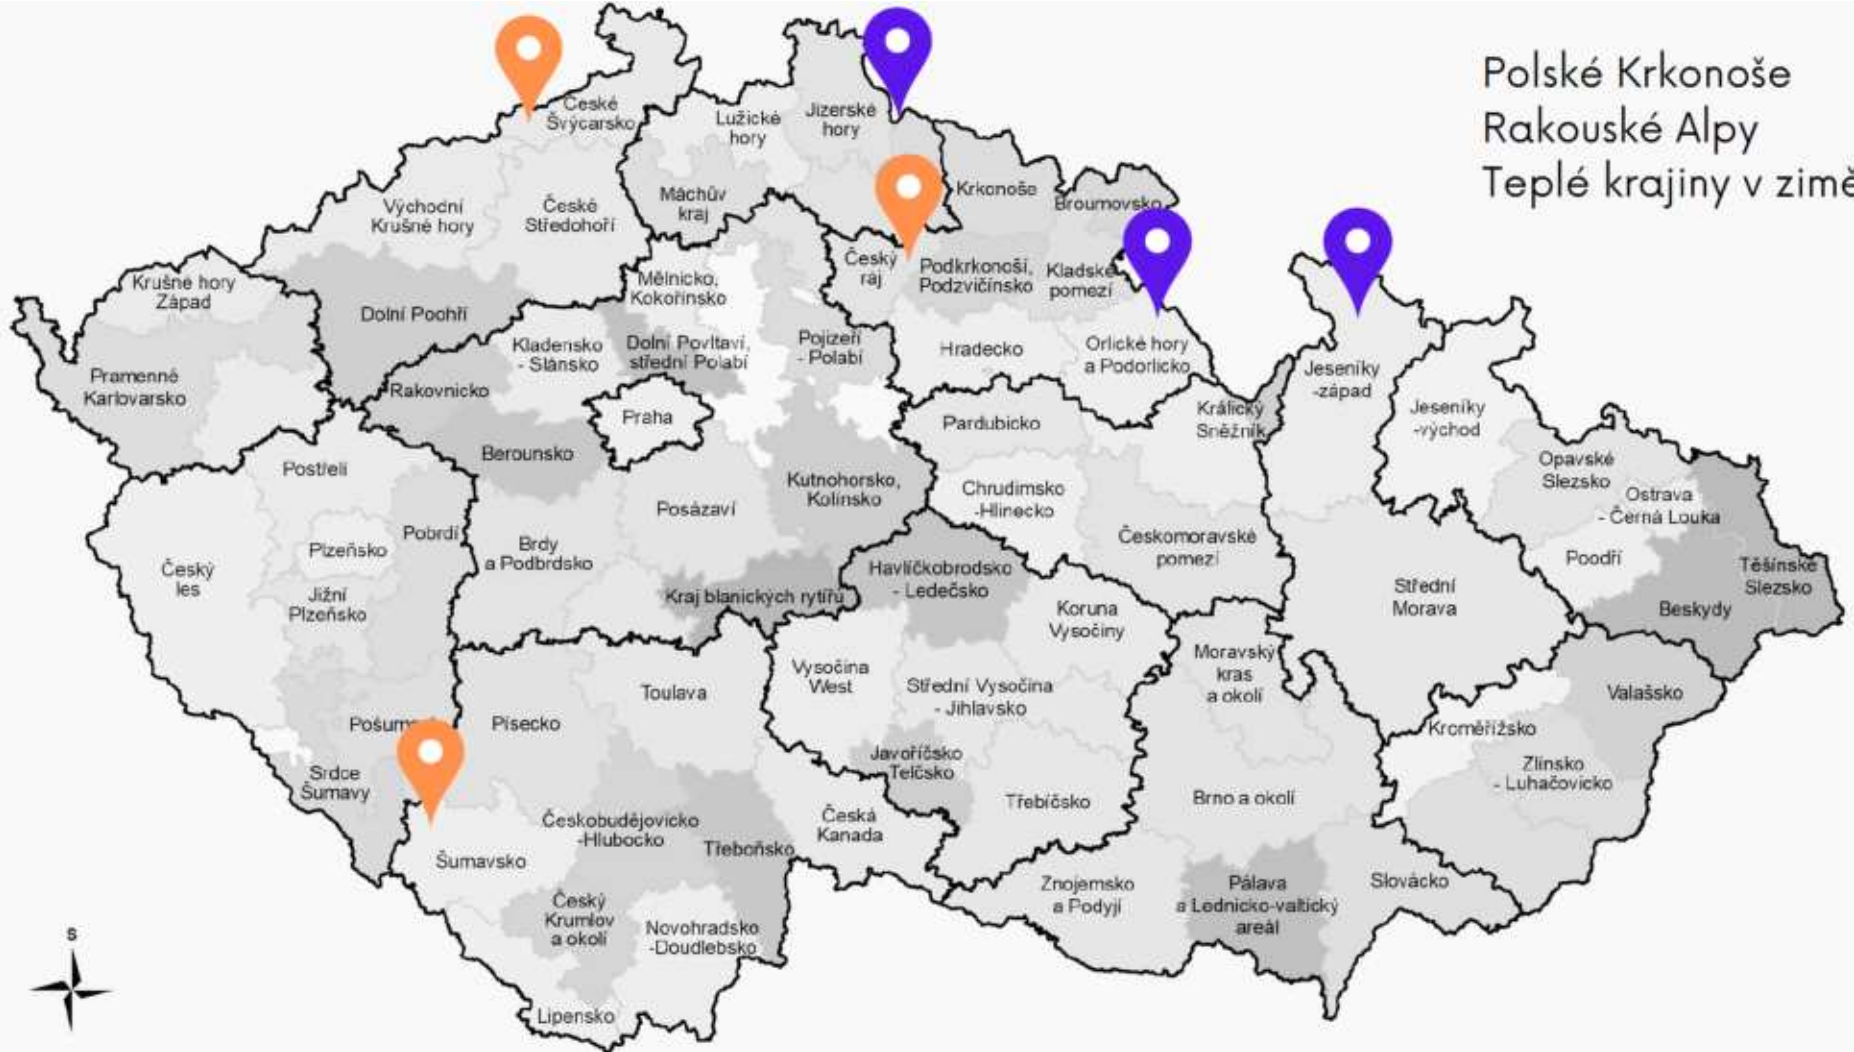 Polské Krkonoše
Rakouské Alpy
Teplé krajiny v zimě
České
Švýcarsko
Lužické
hory
Jizerské
hory
Východní
Krušné hory
České
Středohoří
Máchův
kraj
Krkonoše
Broumovsko
Krušné hory
Západ
Dolní Poohří
Mělnicko,
Kokořínsko
Český
ráj
Podkrkonoší,
Podzvičínsko
Kladské
pomezí
Pramenné
Karlovarsko
Rakovnicko
Kladensko
- Slánsko
Dolní Povltaví,
střední Polabí
Pojizeří
- Polabí
Hradecko
Orlické hory
a Podorlicko
Jeseníky
-západ
Jeseníky
-východ
Praha
Berounsko
Pardubicko
Králický
Sněžník
Postřelí
Pobrdí
Plzeňsko
Kutnohorsko,
Kolínsko
Posázaví
Chrudimsko
-Hlinecko
Českomoravské
pomezí
Opavské
Slezsko
Ostrava
- Černá Louka
Poodří
Těšínské
Slezsko
Beskydy
Český
les
Jižní
Plzeňsko
Brdy
a Podbrdsko
Kraj blanických rytířů
Havlíčkobrodsko
- Ledečsko
Koruna
Vysočiny
Střední
Morava
Moravský
kras
a okolí
Vysočina
West
Střední Vysočina
- Jihlavsko
Toulava
Písecko
Srdce
Šumavy
Javořičsko
Telčsko
Třebíčsko
Brno a okolí
Valašsko
Kroměřížsko
Zlínsko
- Luhačovicko
Šumavsko
Českobudějovicko
-Hlubocko
Třeboňsko
Česká
Kanada
Český
Krumlov
a okolí
Novohradsko
-Doudlebsko
Lipensko
Znojemsko
a Podyjí
Pálava
a Lednicko-valtický
areál
Slovácko
S